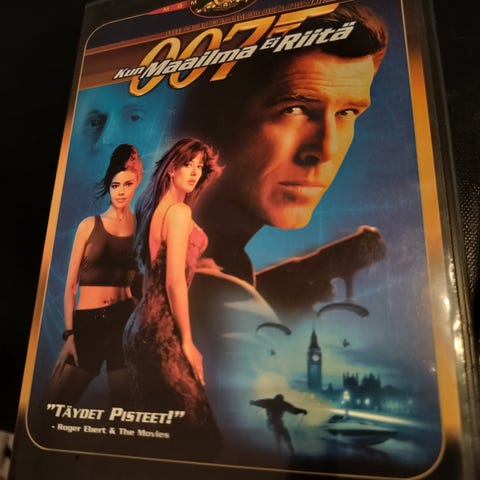 007
Kun Maailma Ei Riitä
"TÄYDET PISTEET!"
- Roger Ebert & The Movies